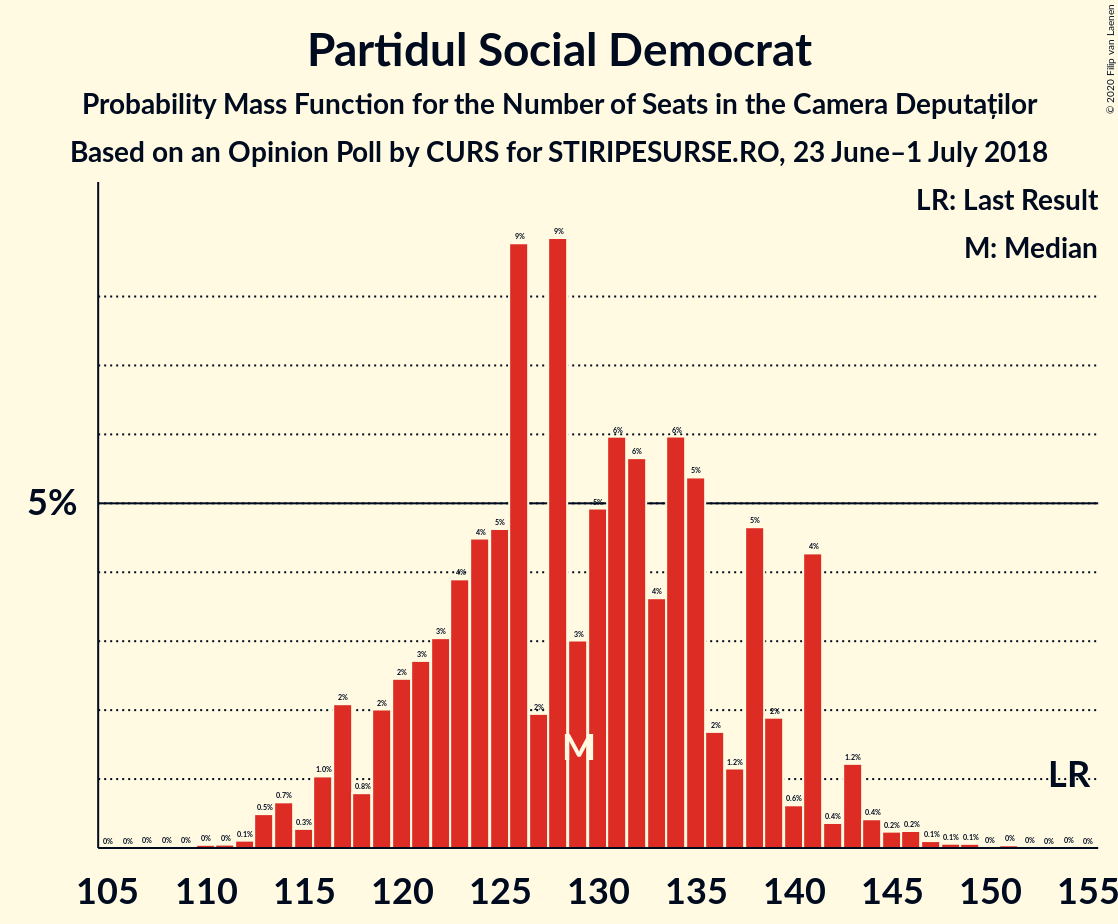 Partidul Social Democrat
Probability Mass Function for the Number of Seats in the Camera Deputaților
Based on an Opinion Poll by CURS for STIRIPESURSE.RO, 23 June–1 July 2018
© 2020 Filip van Laenen
LR: Last Result
M: Median
5%
0% 0% 0% 0% 0% 0% 0% 0.1% 0.5% 0.7% 0.3% 1.0% 2% 0.8% 2% 2% 3% 3% 4% 4% 5% 9% 2% 9% 3% 5% 6% 6% 4% 6% 5% 2% 1.2% 5% 2% 0.6% 4% 0.4% 1.2% 0.4% 0.2% 0.2% 0.1% 0.1% 0.1% 0% 0% 0% 0% 0% 0%
M
LR
105 110 115 120 125 130 135 140 145 150 155